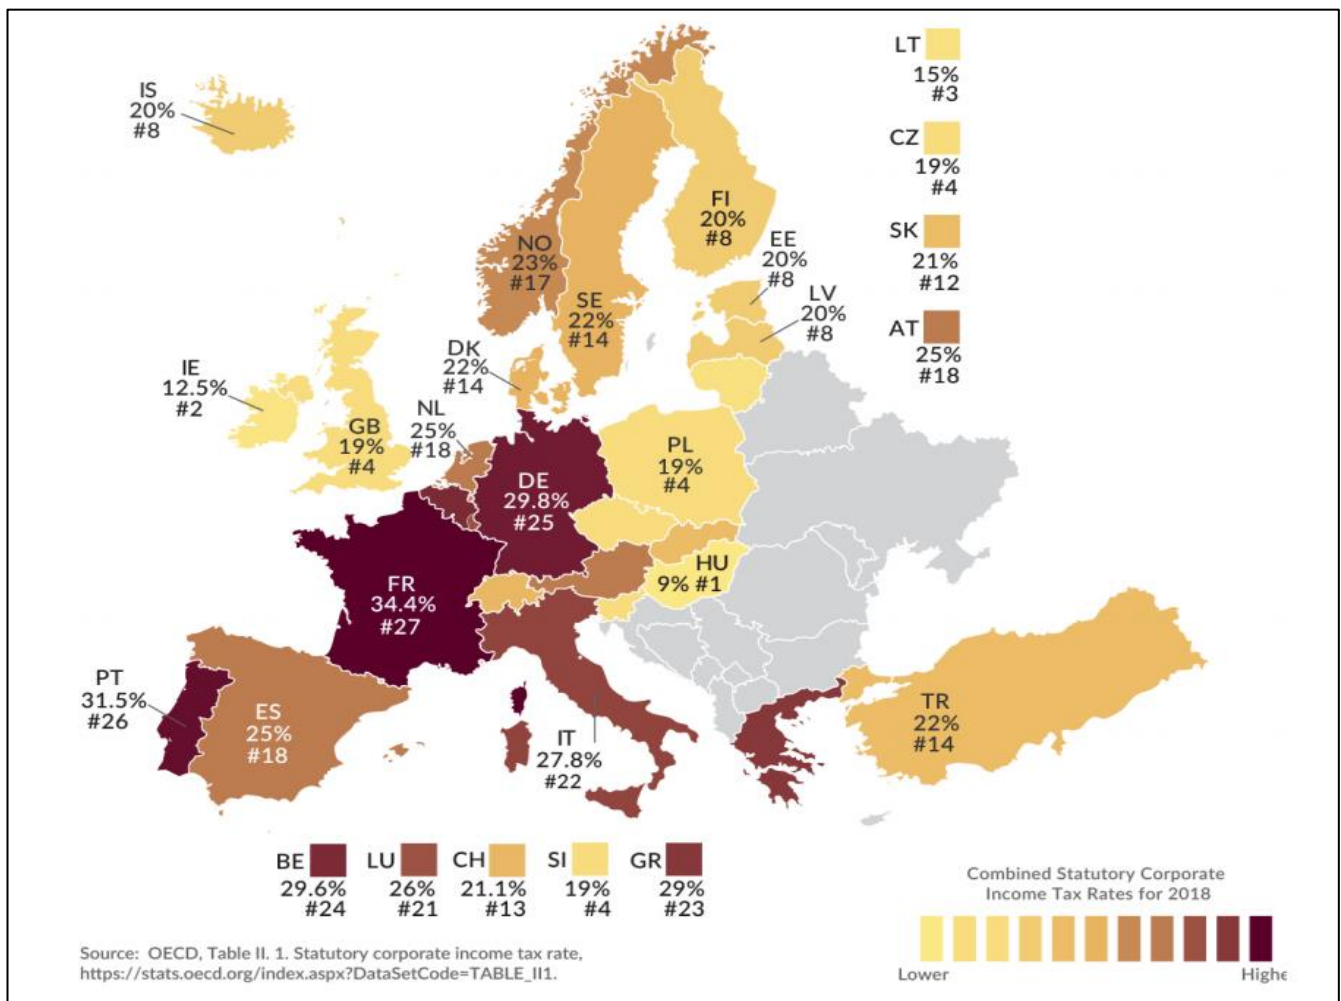 IS
20%
#8
LT
15%
#3
CZ
19%
#4
SK
21%
#12
AT
25%
#18
FI
20%
#8
NO
23%
#17
SE
22%
#14
EE
20%
#8
LV
20%
#8
DK
22%
#14
IE
12.5%
#2
GB
19%
#4
NL
25%
#18
PL
19%
#4
DE
29.8%
#25
HU
9% #1
FR
34.4%
#27
PT
31.5%
#26
ES
25%
#18
IT
27.8%
#22
TR
22%
#14
BE
29.6%
#24
LU
26%
#21
CH
21.1%
#13
SI
19%
#4
GR
29%
#23
Combined Statutory Corporate
Income Tax Rates for 2018
Lower
Highe
Source: OECD, Table II. 1. Statutory corporate income tax rate,
https://stats.oecd.org/index.aspx?DataSetCode=TABLE_II1.